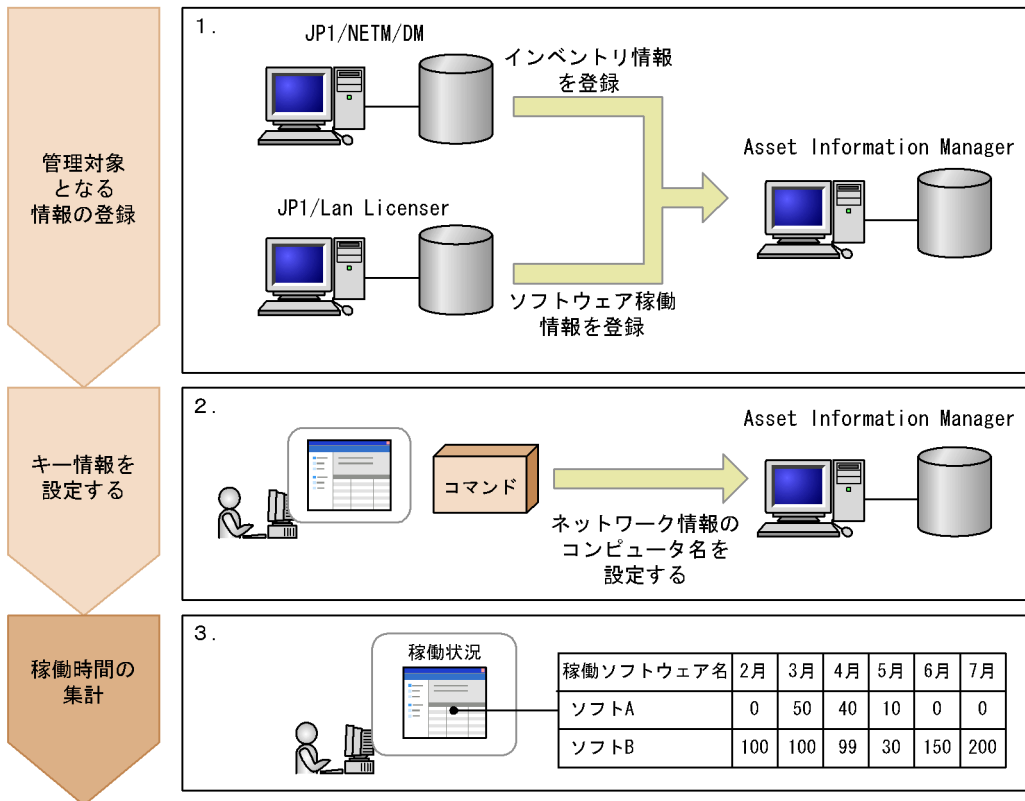 管理対象
となる
情報の登録
1.
JP1/NETM/DM
インベントリ情報
を登録
Asset Information Manager
JP1/Lan Licenser
ソフトウェア稼働
情報を登録
キー情報を
設定する
2.
コマンド
Asset Information Manager
ネットワーク情報の
コンピュータ名を
設定する
稼働時間の
集計
3.
稼働状況
稼働ソフトウェア名 2月 3月 4月 5月 6月 7月
ソフトA 0 50 40 10 0 0
ソフトB 100 100 99 30 150 200